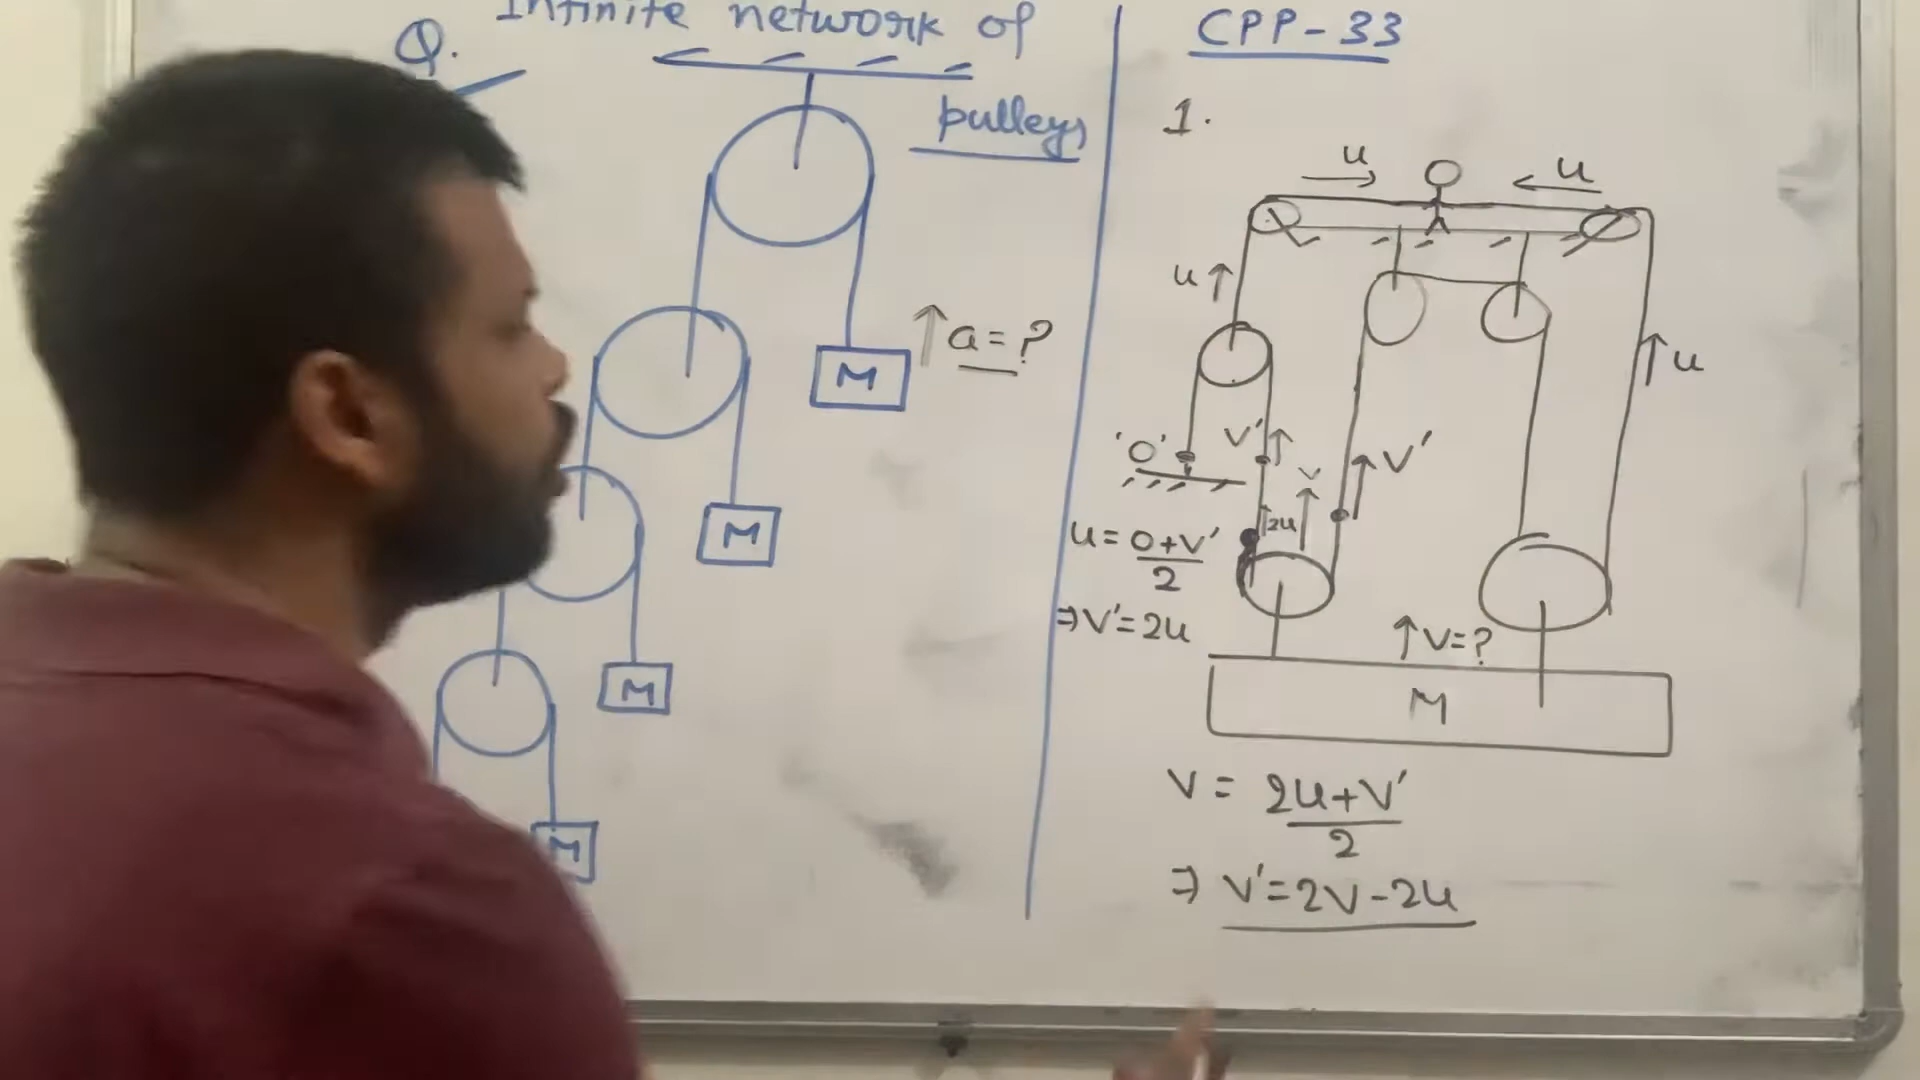 Q. Infinite network of
pulleys
M
↑ a = ?
M
M
M
CPP-33
1.
u →
← u
u ↑
↑ u
'O'
V' ↑
↑ V'
V
↑ 2u
u = 0+V'
2
⇒ V' = 2u
↑ V = ?
M
V = 2u+V'
2
⇒ V' = 2V - 2u